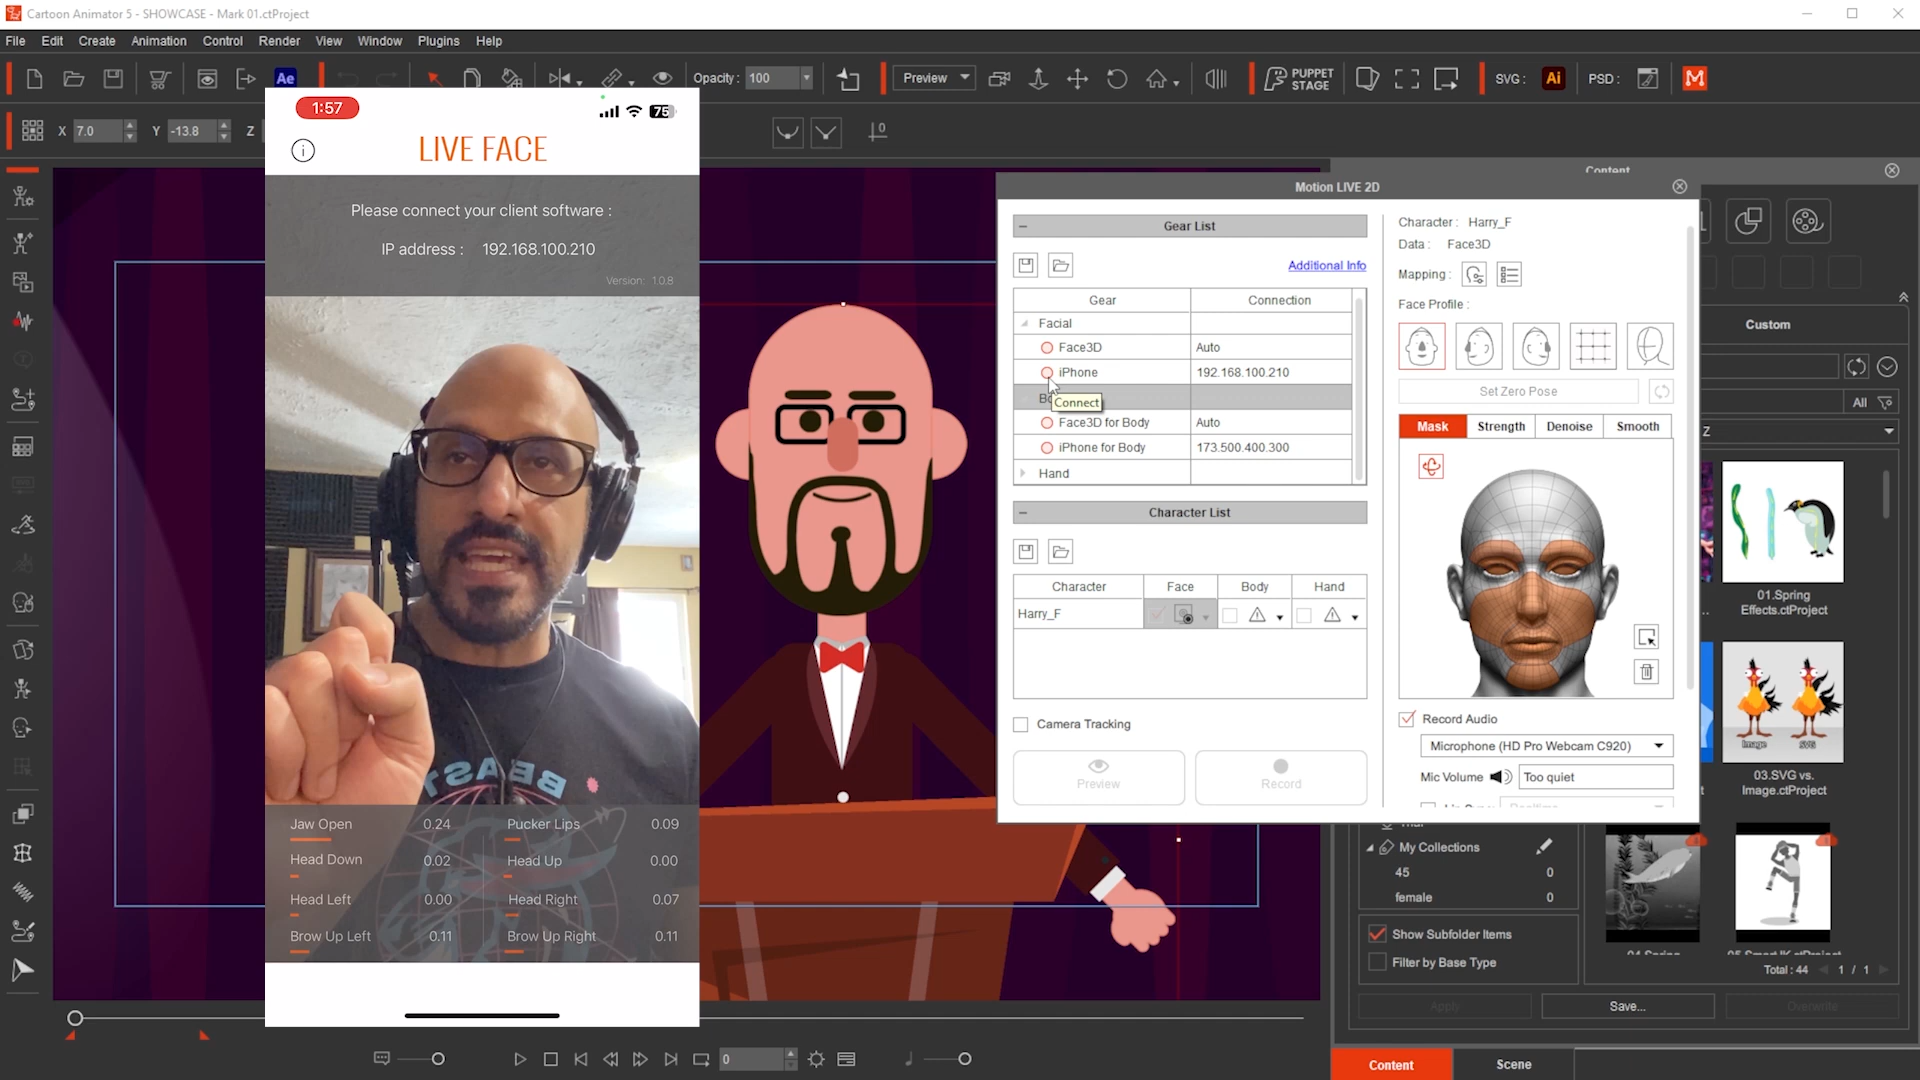 Cartoon Animator 5 - SHOWCASE - Mark 01.ctProject
File Edit Create Animation Control Render View Window Plugins Help
Ae
Opacity : 100
Preview
PUPPET STAGE
SVG : Ai PSD :
X 7.0 Y -13.8 Z
1:57
75
LIVE FACE
Please connect your client software :
IP address : 192.168.100.210
Version: 1.0.8
BEAST
Jaw Open 0.24 Pucker Lips 0.09
Head Down 0.02 Head Up 0.00
Head Left 0.00 Head Right 0.07
Brow Up Left 0.11 Brow Up Right 0.11
Motion LIVE 2D
Gear List
Additional Info
Gear Connection
Facial
Face3D Auto
iPhone 192.168.100.210
Connect
Face3D for Body Auto
iPhone for Body 173.500.400.300
Hand
Character List
Character Face Body Hand
Harry_F
Camera Tracking
Preview Record
Character : Harry_F
Data : Face3D
Mapping :
Face Profile :
Set Zero Pose
Mask Strength Denoise Smooth
Record Audio
Microphone (HD Pro Webcam C920)
Mic Volume Too quiet
Content
Custom
All
Z
01.Spring
Effects.ctProject
Image SVG
03.SVG vs.
Image.ctProject
My Collections
45 0
female 0
Show Subfolder Items
Filter by Base Type
Total : 44 1 / 1
Apply Save... Overwrite
Content Scene
0